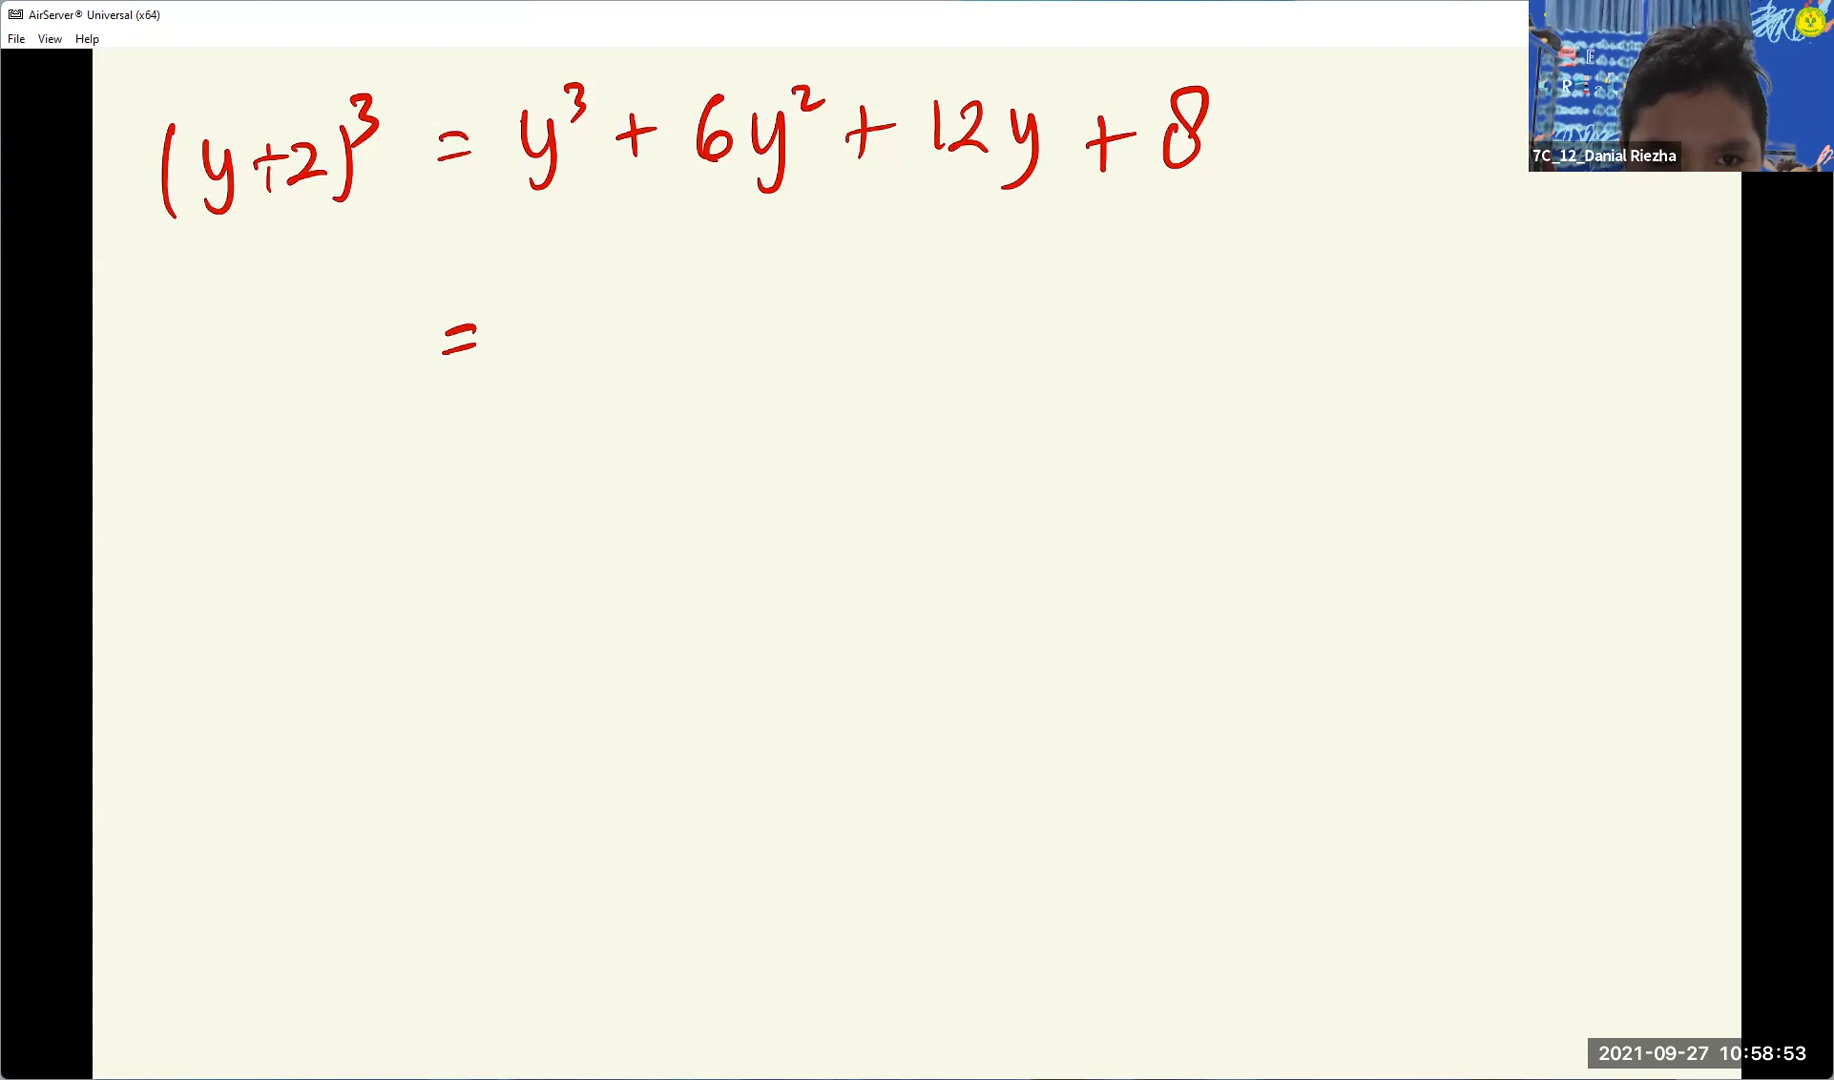 AirServer® Universal (x64)
File View Help
(y+2)³ = y³ + 6y² + 12y + 8
=
7C_12_Danial Riezha
2021-09-27 10:58:53